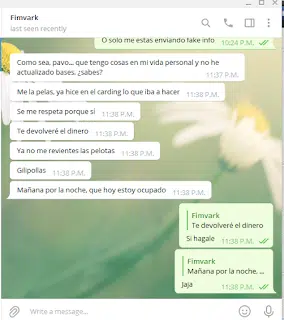 Fimvark
last seen recently
O solo me estas enviando fake info
10:24 P.M.
Como sea, pavo... que tengo cosas en mi vida personal y no he
actualizado bases, ¿sabes?
11:37 P.M.
Me la pelas, ya hice en el carding lo que iba a hacer
11:38 P.M.
Se me respeta porque si
11:38 P.M.
Te devolveré el dinero
11:38 P.M.
Ya no me revientes las pelotas
11:38 P.M.
Gilipollas
11:38 P.M.
Mañana por la noche, que hoy estoy ocupado
11:38 P.M.
Fimvark
Te devolveré el dinero
Si hagale
11:38 P.M.
Fimvark
Mañana por la noche, ...
Jaja
11:38 P.M.
Write a message...